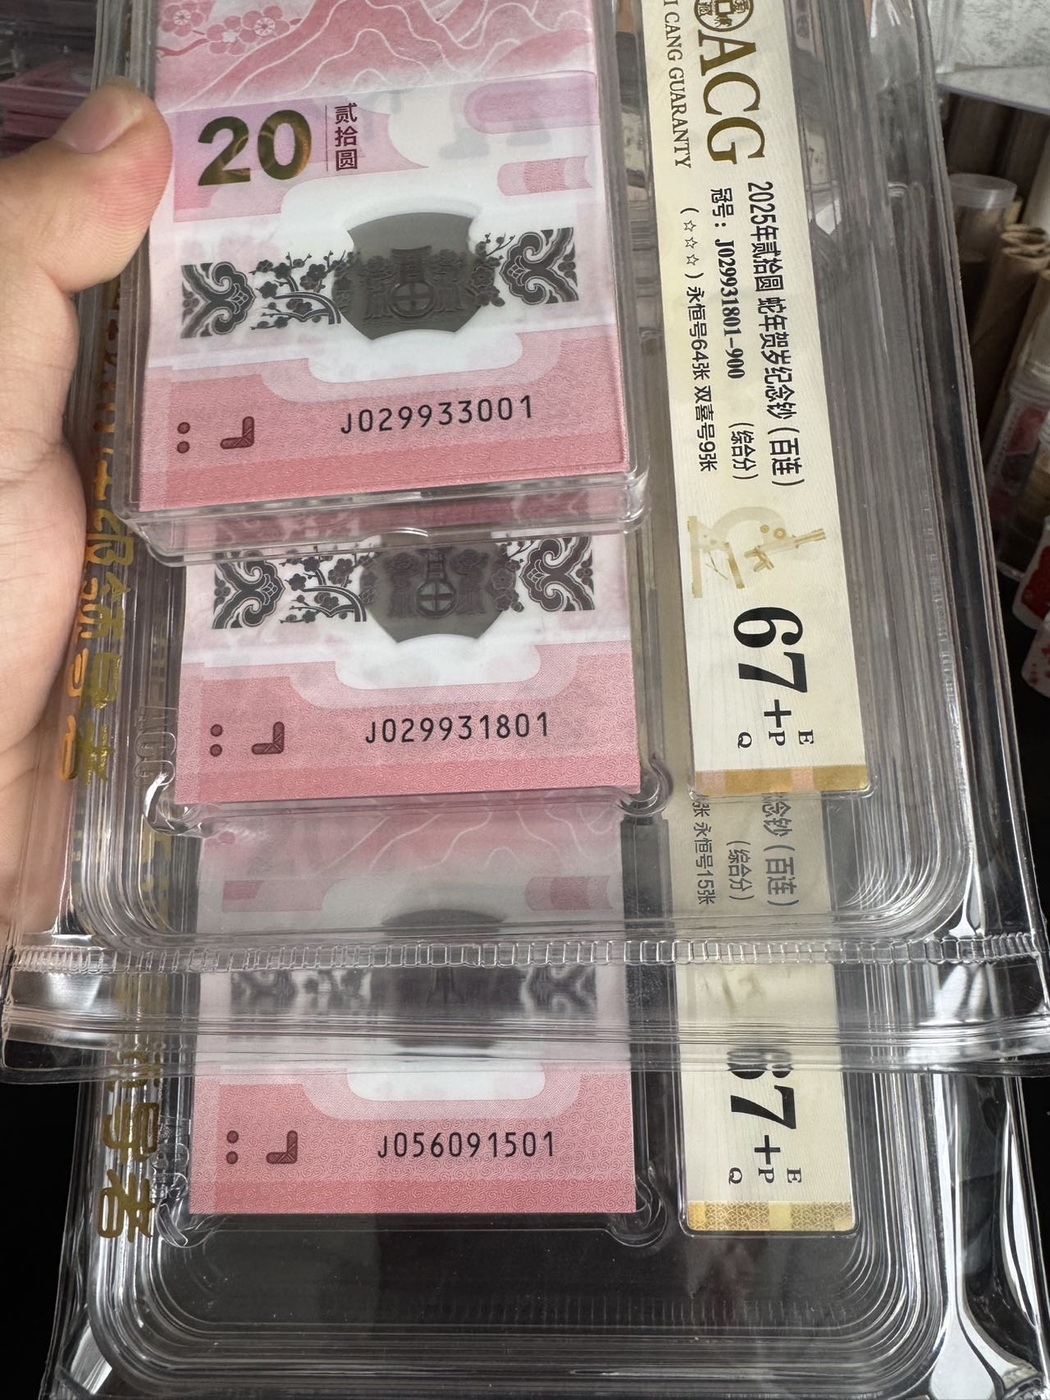 20
贰拾圆
J029933001
J029931801
J056091501
ACG
CANG GUARANTY
2025年贰拾圆 蛇年贺岁纪念钞（百连）
冠号：J029931801-900 （综合分）
（☆☆☆）永恒号64张 双喜号9张
67+
E
P
Q
念钞（百连）
（综合分）
张 永恒号15张
67+
E
P
Q